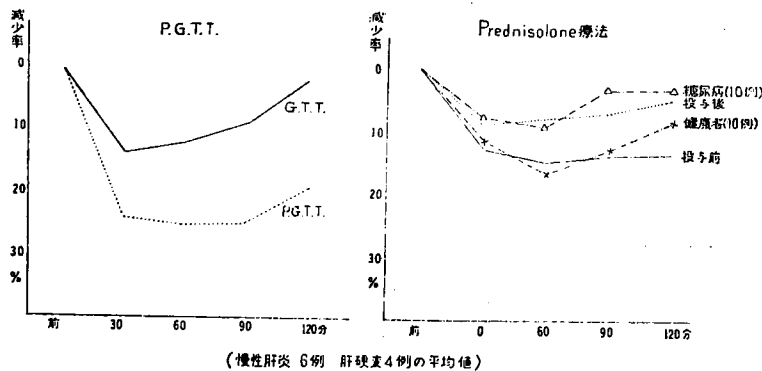 P.G.T.T.
減少率
0
10
20
30
%
G.T.T.
P.G.T.T.
前 30 60 90 120分
Prednisolone療法
減少率
0
10
20
30
%
糖尿病(10例)
投与後
健康者(10例)
投与前
前 0 60 90 120分
(慢性肝炎 6例 肝硬変4例の平均値)